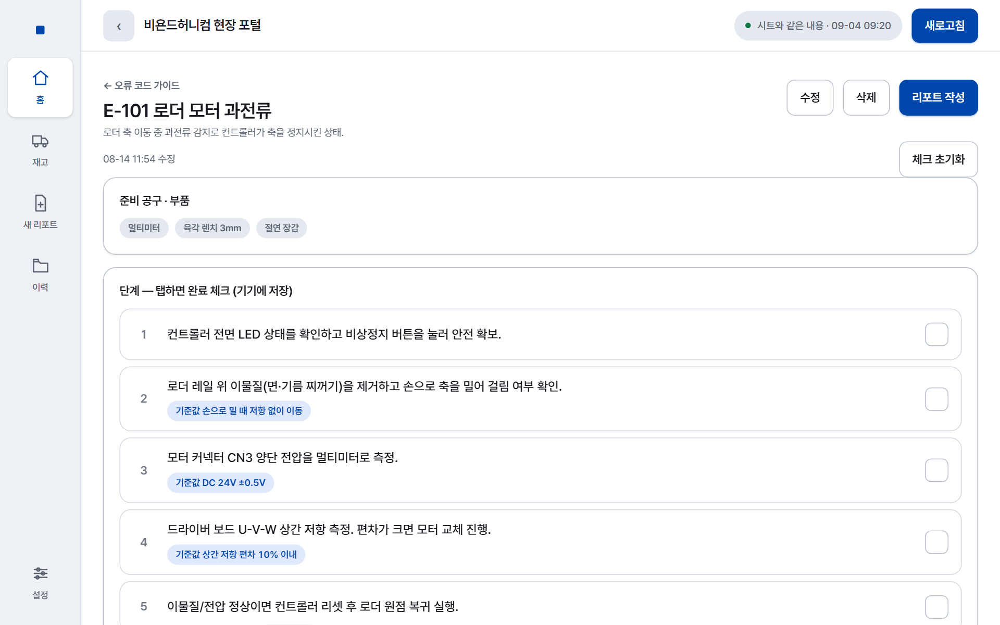 홈
재고
새 리포트
이력
설정
‹
비욘드허니컴 현장 포털
시트와 같은 내용 · 09-04 09:20
새로고침
← 오류 코드 가이드
E-101 로더 모터 과전류
로더 축 이동 중 과전류 감지로 컨트롤러가 축을 정지시킨 상태.
수정
삭제
리포트 작성
08-14 11:54 수정
체크 초기화
준비 공구 · 부품
멀티미터
육각 렌치 3mm
절연 장갑
단계 — 탭하면 완료 체크 (기기에 저장)
1
컨트롤러 전면 LED 상태를 확인하고 비상정지 버튼을 눌러 안전 확보.
2
로더 레일 위 이물질(면·기름 찌꺼기)을 제거하고 손으로 축을 밀어 걸림 여부 확인.
기준값 손으로 밀 때 저항 없이 이동
3
모터 커넥터 CN3 양단 전압을 멀티미터로 측정.
기준값 DC 24V ±0.5V
4
드라이버 보드 U-V-W 상간 저항 측정. 편차가 크면 모터 교체 진행.
기준값 상간 저항 편차 10% 이내
5
이물질/전압 정상이면 컨트롤러 리셋 후 로더 원점 복귀 실행.